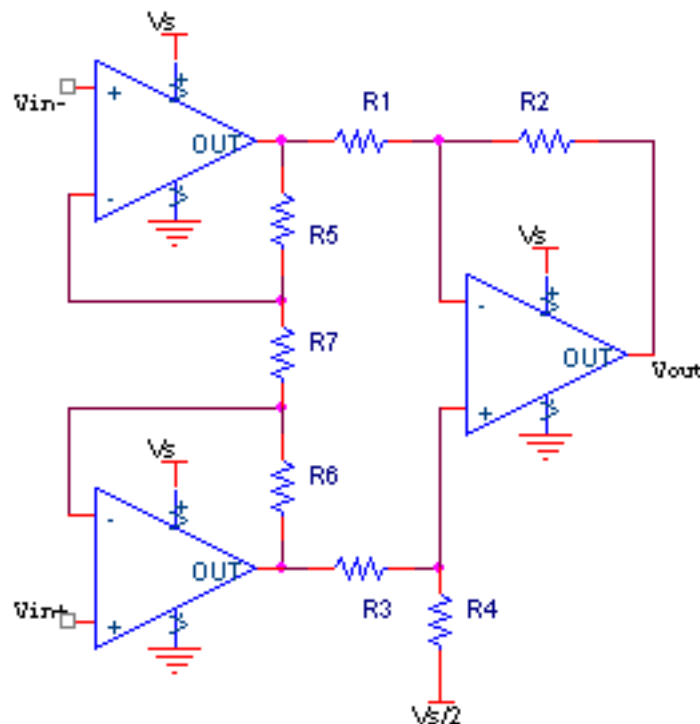 Vs
R1
R2
Vin-
+
OUT
-
+
R5
Vs
R7
-
+
OUT
Vout
+
Vs
R6
-
+
OUT
Vin+
+
R3
R4
Vs/2